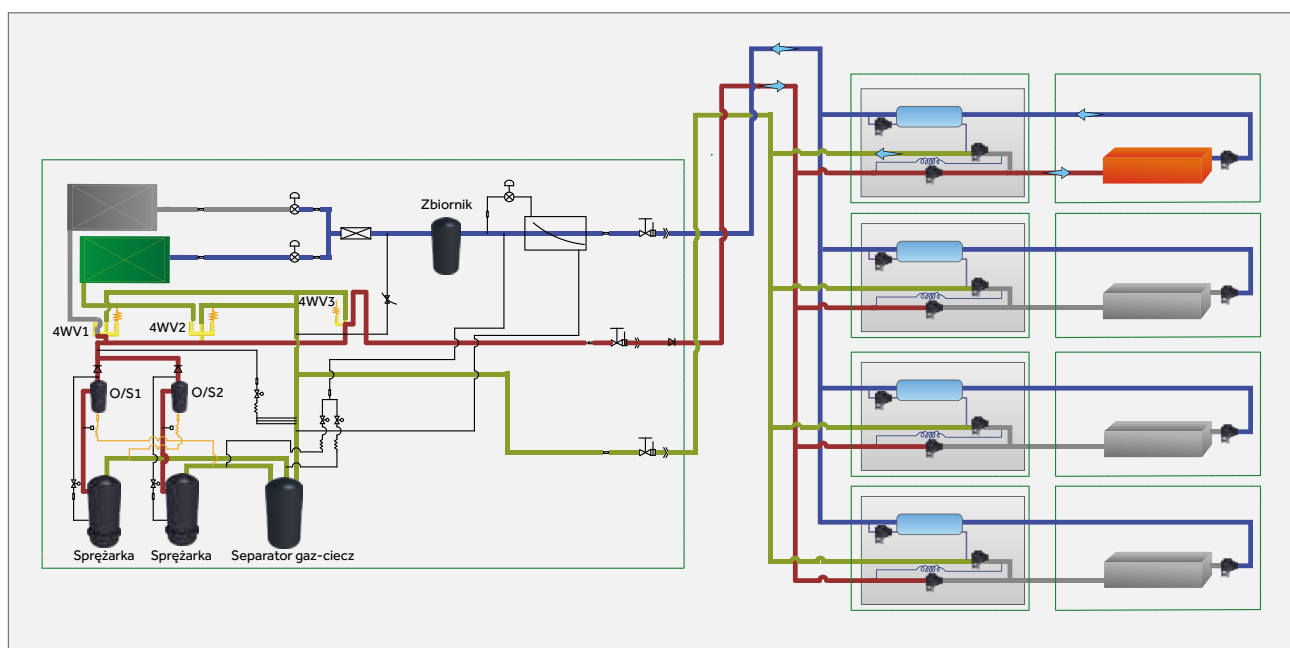 Zbiornik
4WV3
4WV1
4WV2
O/S1
O/S2
Sprężarka
Sprężarka
Separator gaz-ciecz